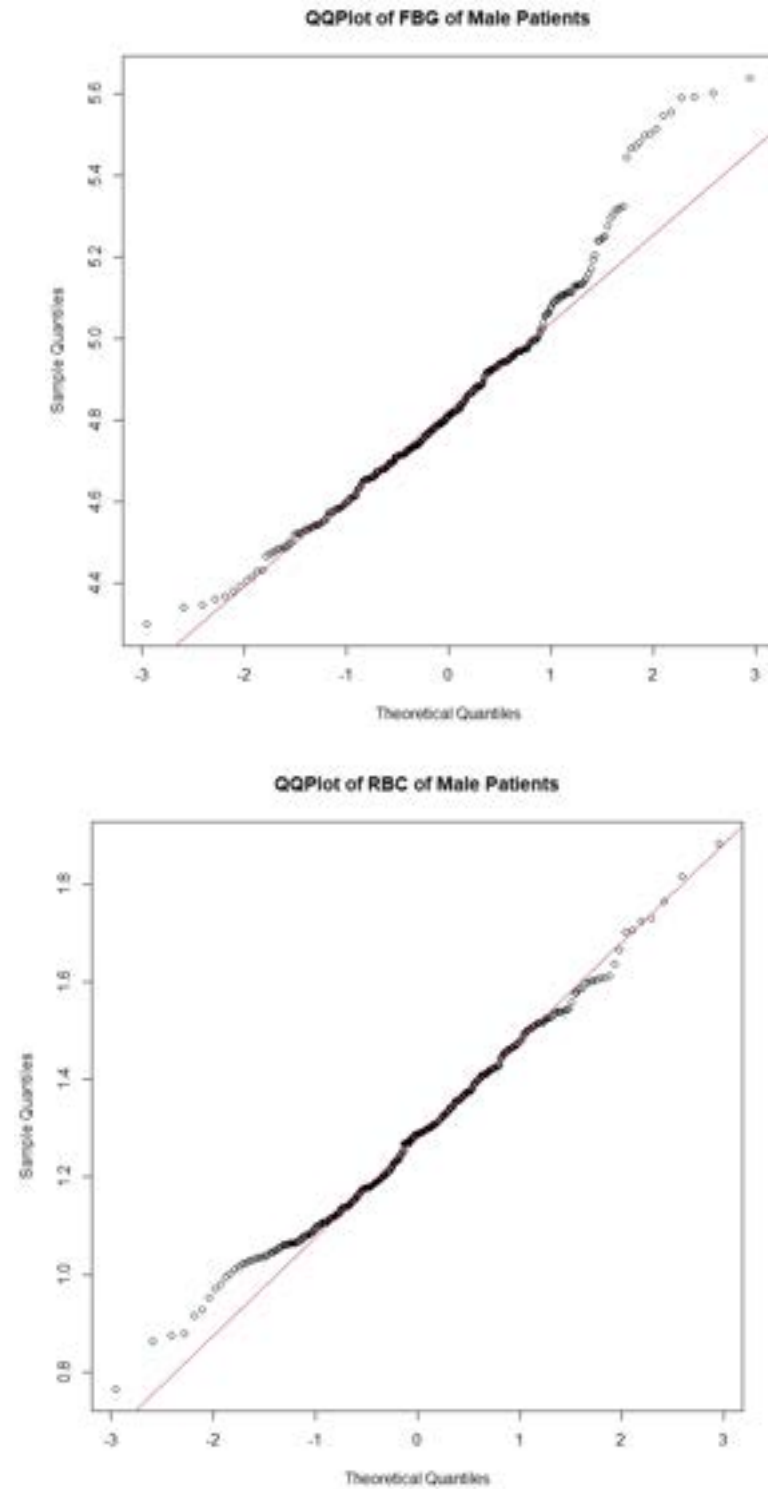 QQPlot of FBG of Male Patients
5.6
5.4
5.2
5.0
4.8
4.6
4.4
Sample Quantiles
-3 -2 -1 0 1 2 3
Theoretical Quantiles
QQPlot of RBC of Male Patients
1.8
1.6
1.4
1.2
1.0
0.8
Sample Quantiles
-3 -2 -1 0 1 2 3
Theoretical Quantiles